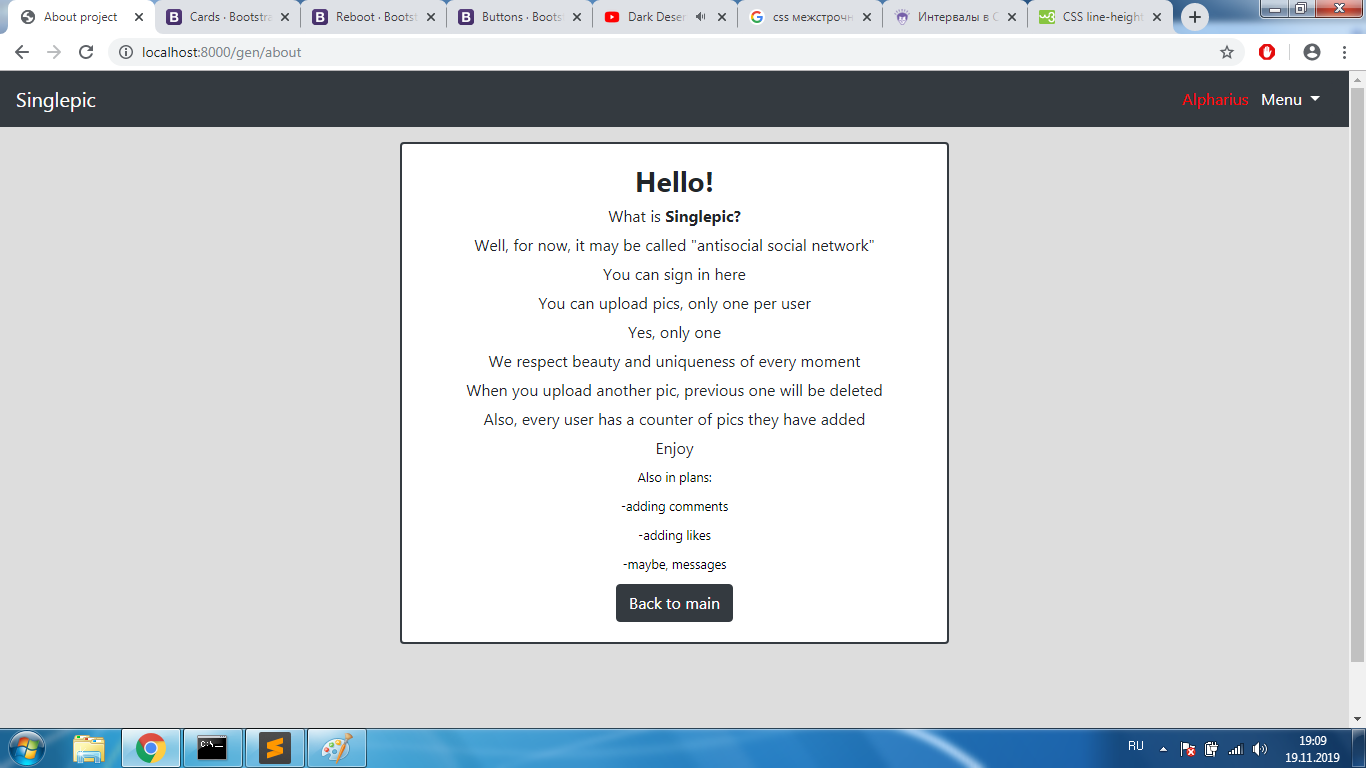 About project
Cards · Bootstra
Reboot · Bootst
Buttons · Boots
Dark Deser
css межстрочн
Интервалы в C
CSS line-height
localhost:8000/gen/about
Singlepic
Alpharius
Menu
Hello!
What is Singlepic?
Well, for now, it may be called "antisocial social network"
You can sign in here
You can upload pics, only one per user
Yes, only one
We respect beauty and uniqueness of every moment
When you upload another pic, previous one will be deleted
Also, every user has a counter of pics they have added
Enjoy
Also in plans:
-adding comments
-adding likes
-maybe, messages
Back to main
RU
19:09
19.11.2019